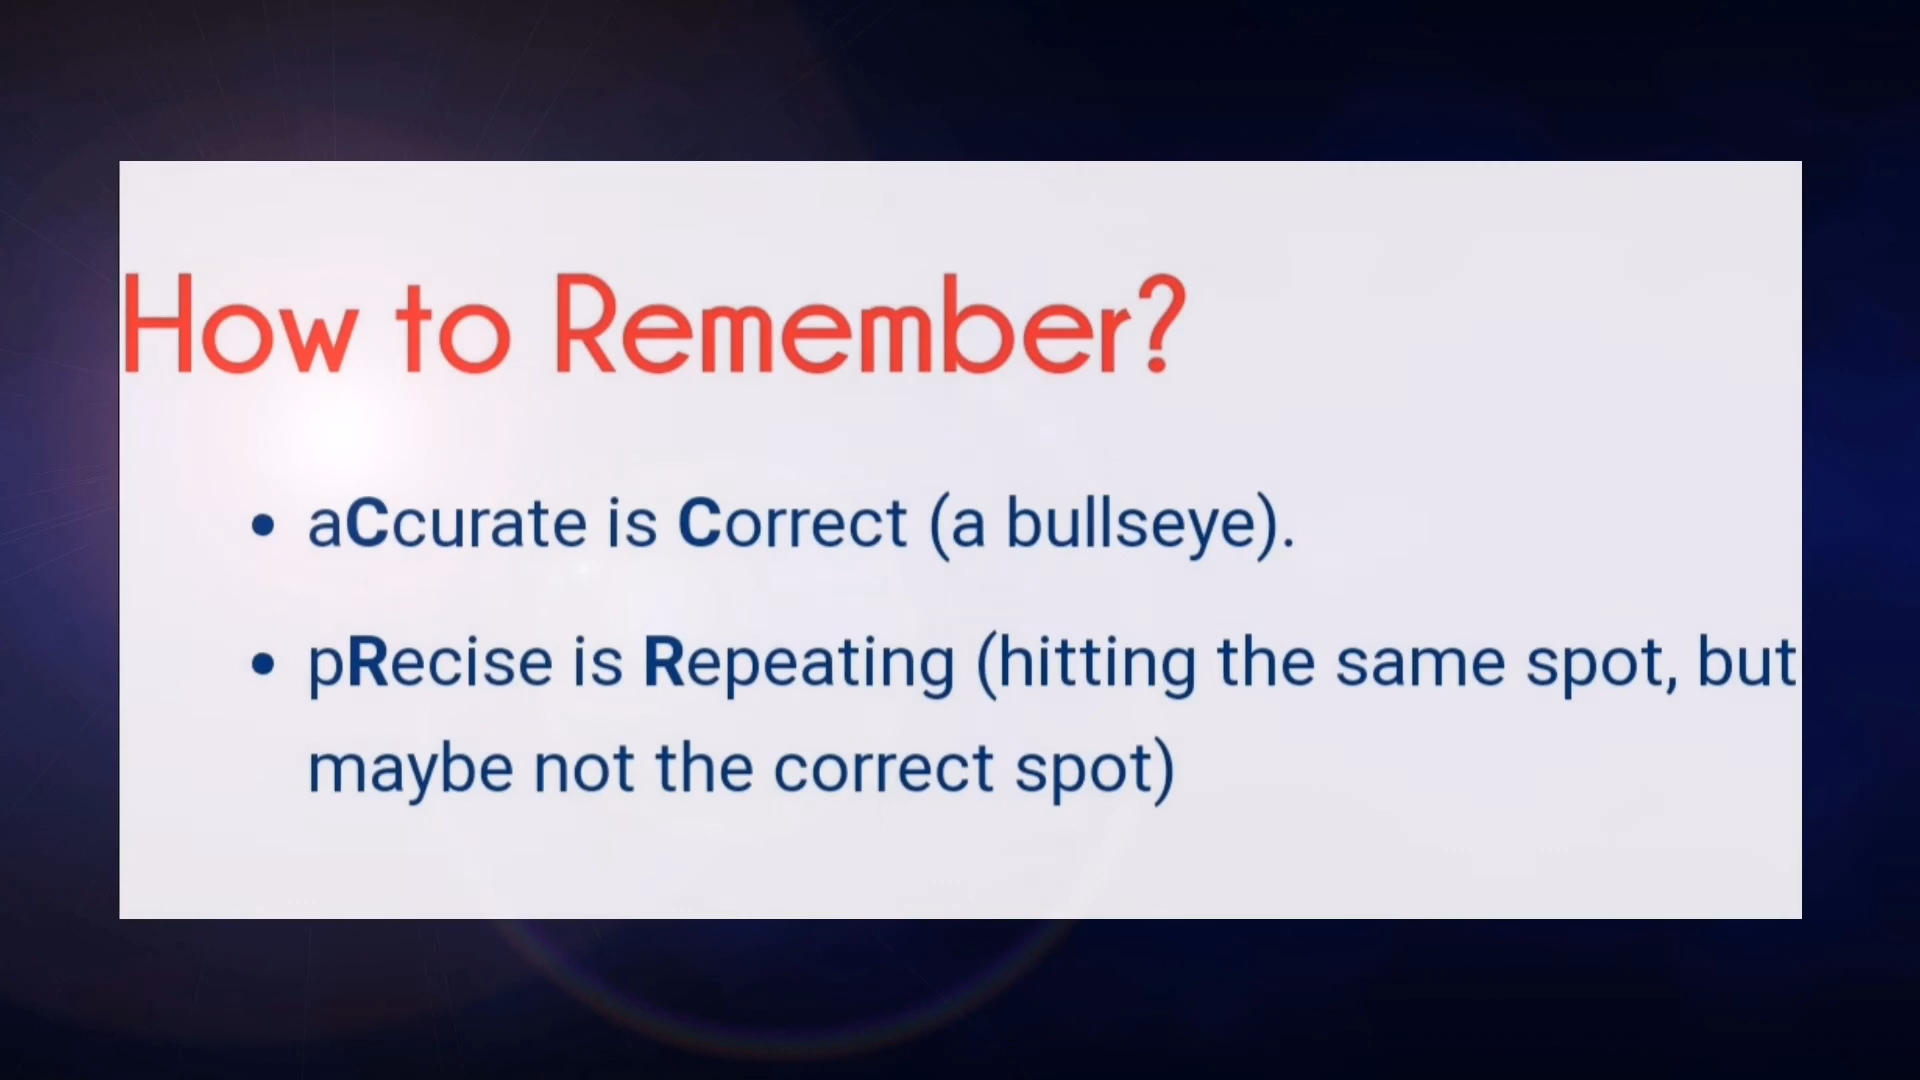 How to Remember?
• aCcurate is Correct (a bullseye).
• pRecise is Repeating (hitting the same spot, but
maybe not the correct spot)